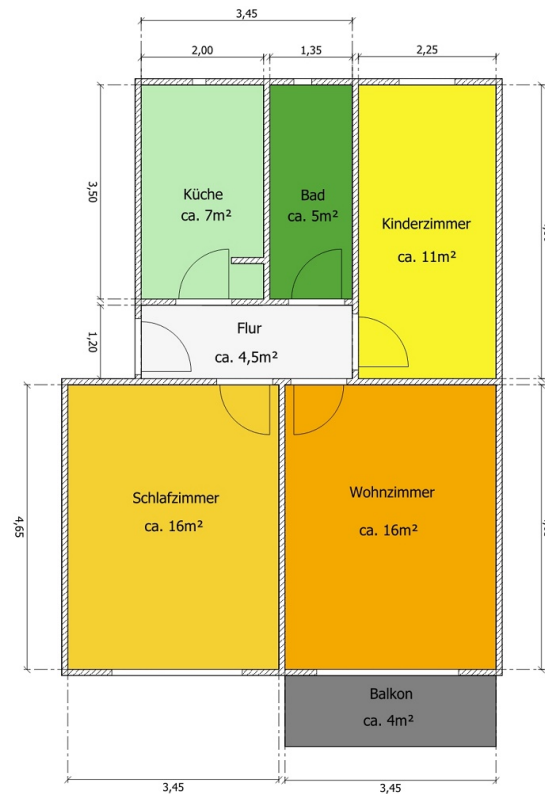 3,45
2,00
1,35
2,25
3,50
Küche
ca. 7m²
Bad
ca. 5m²
Kinderzimmer
ca. 11m²
1,20
Flur
ca. 4,5m²
4,65
Schlafzimmer
ca. 16m²
Wohnzimmer
ca. 16m²
Balkon
ca. 4m²
3,45
3,45